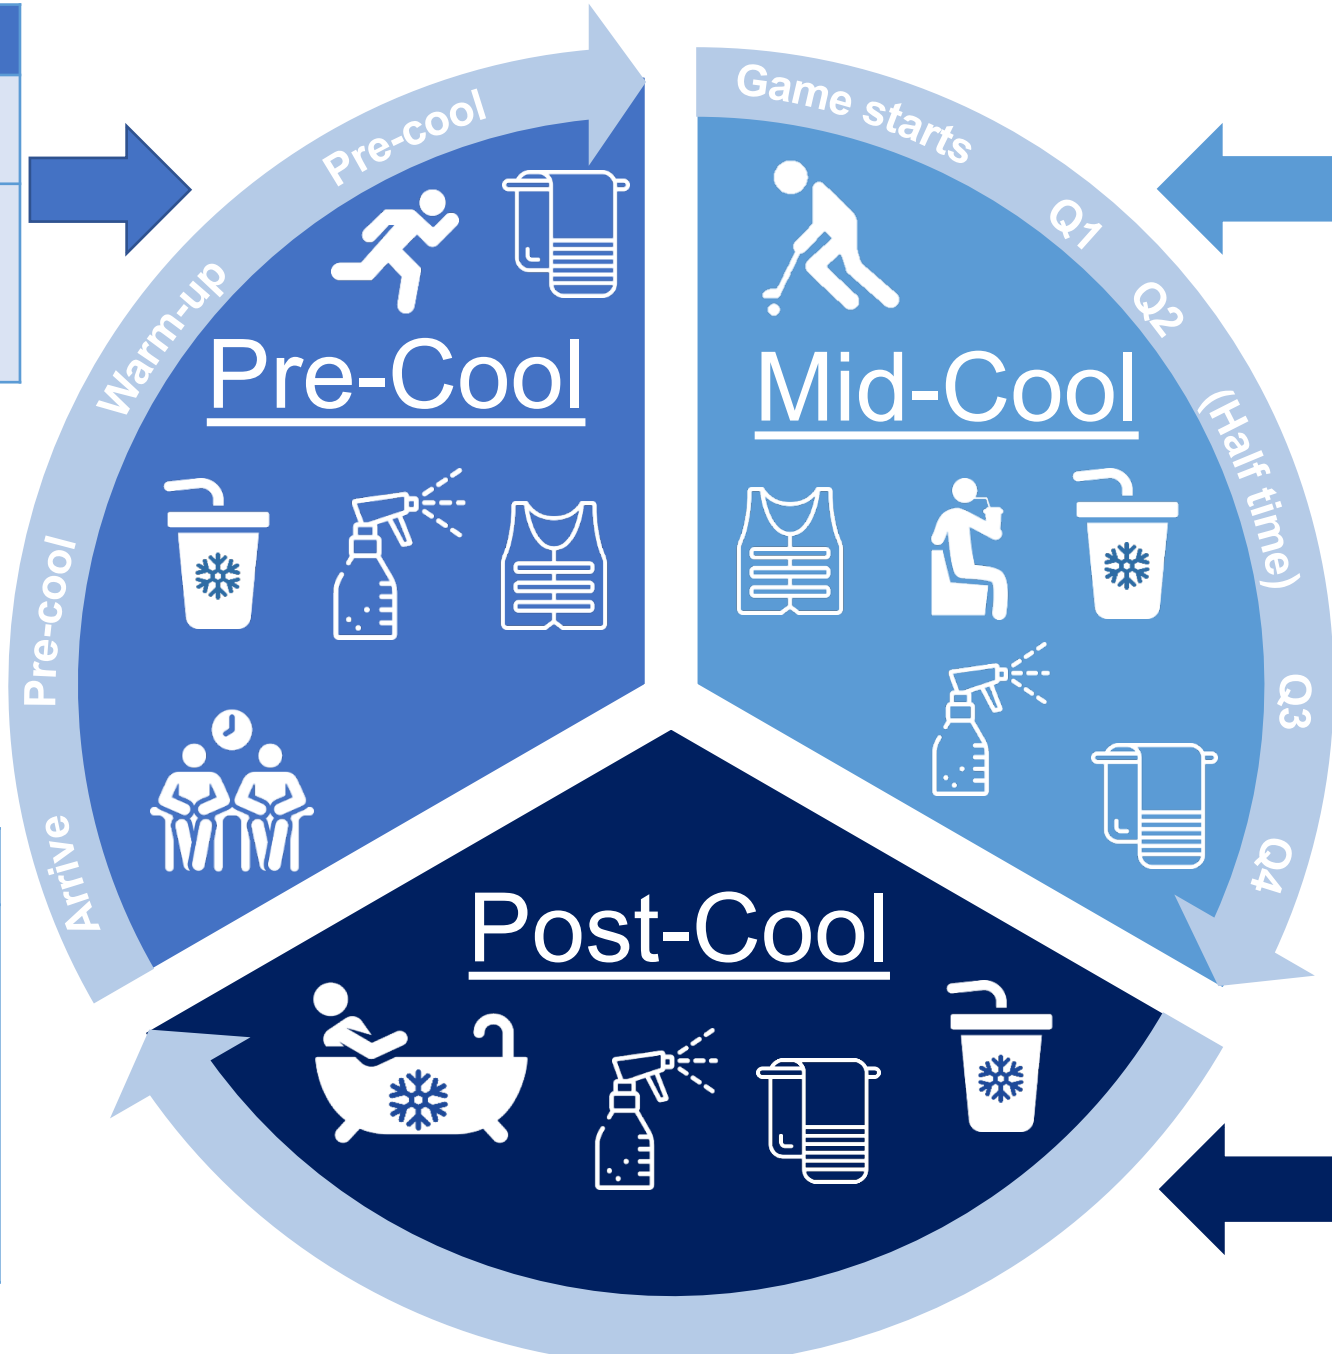 Arrive
Pre-cool
Warm-up
Pre-cool
Pre-Cool
Game starts
Q1
Q2
(Half time)
Q3
Q4
Mid-Cool
Post-Cool